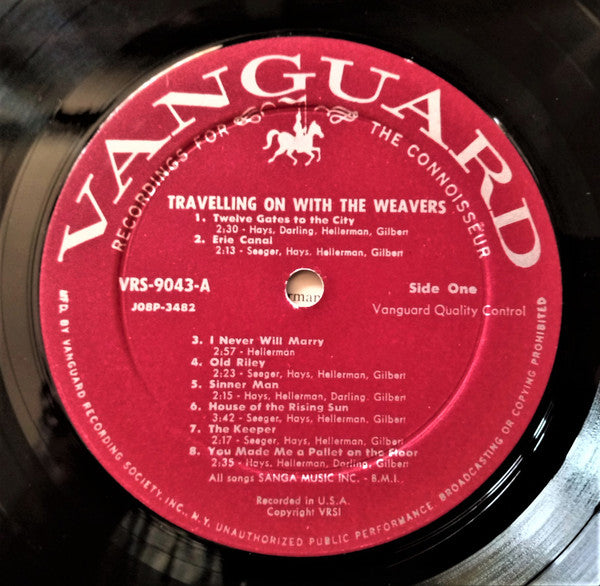 VANGUARD
RECORDINGS FOR THE CONNOISSEUR
TRAVELLING ON WITH THE WEAVERS
1. Twelve Gates to the City
2:30 - Hays, Darling, Hellerman, Gilbert
2. Erie Canal
2:13 - Seeger, Hays, Hellerman, Gilbert
VRS-9043-A
Side One
J08P-3482
Vanguard Quality Control
3. I Never Will Marry
2:57 - Hellerman
4. Old Riley
2:23 - Seeger, Hays, Hellerman, Gilbert
5. Sinner Man
2:15 - Hays, Hellerman, Darling, Gilbert
6. House of the Rising Sun
3:42 - Seeger, Hays, Hellerman, Gilbert
7. The Keeper
2:17 - Seeger, Hays, Hellerman, Gilbert
8. You Made Me a Pallet on the Floor
2:35 - Hays, Hellerman, Darling, Gilbert
All songs SANGA MUSIC INC. - B.M.I.
Recorded in U.S.A.
Copyright VRSI
MFD. BY VANGUARD RECORDING SOCIETY, INC., N.Y. UNAUTHORIZED PUBLIC PERFORMANCE, BROADCASTING OR COPYING PROHIBITED